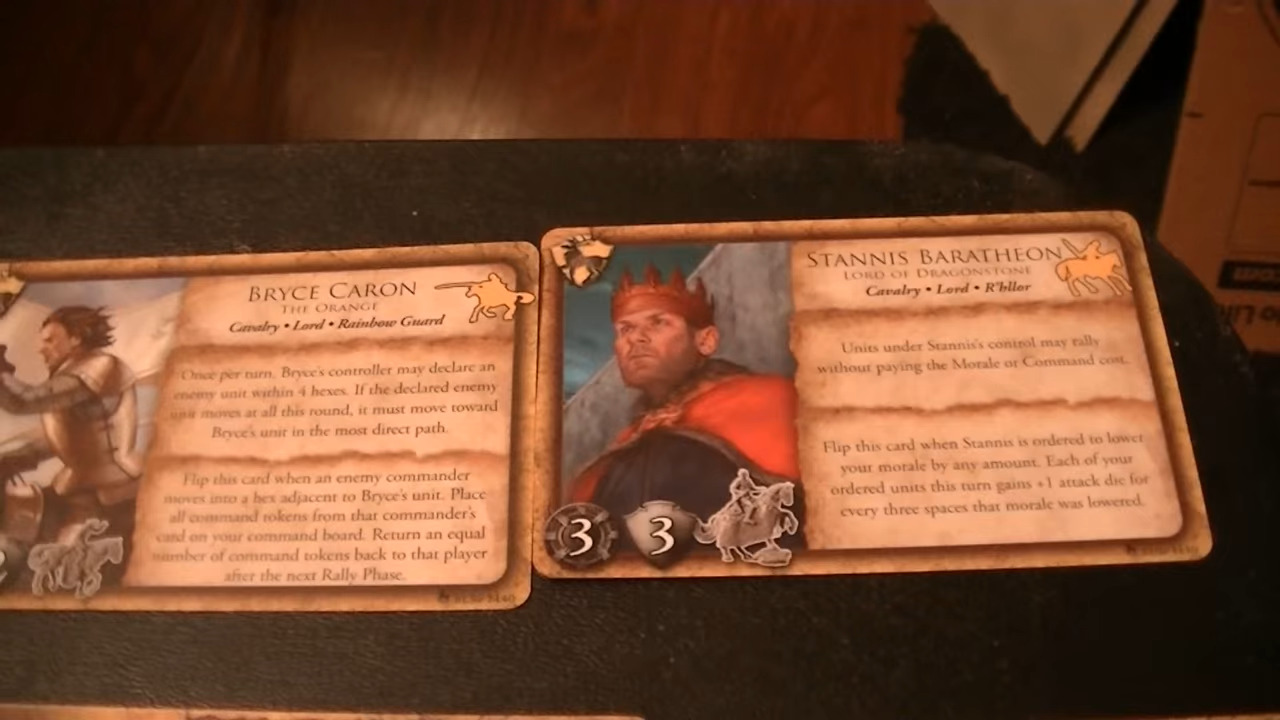 BRYCE CARON
THE ORANGE
Cavalry • Lord • Rainbow Guard
Once per turn, Bryce's controller may declare an
enemy unit within 4 hexes. If the declared enemy
unit moves at all this round, it must move toward
Bryce's unit in the most direct path.
Flip this card when an enemy commander
moves into a hex adjacent to Bryce's unit. Place
all command tokens from that commander's
card on your command board. Return an equal
number of command tokens back to that player
after the next Rally Phase.
STANNIS BARATHEON
LORD OF DRAGONSTONE
Cavalry • Lord • R'hllor
Units under Stannis's control may rally
without paying the Morale or Command cost.
Flip this card when Stannis is ordered to lower
your morale by any amount. Each of your
ordered units this turn gains +1 attack die for
every three spaces that morale was lowered.
3
3